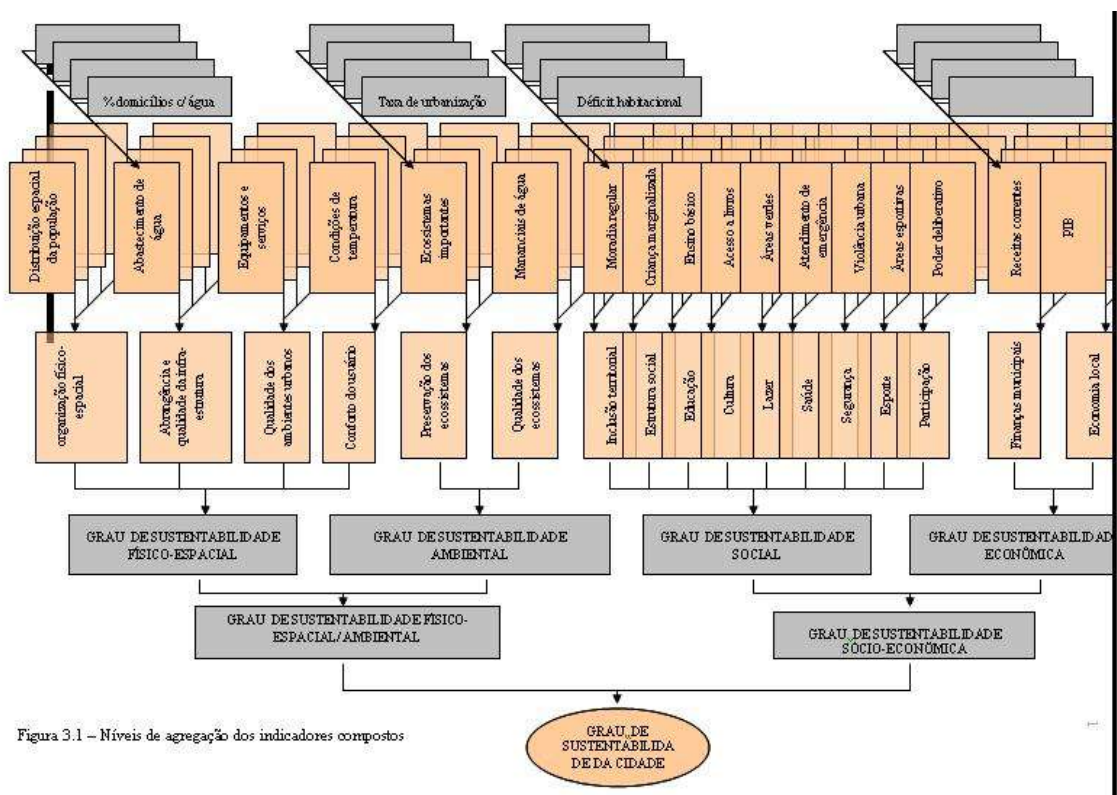 % domicílios c/ água
Taxa de urbanização
Déficit habitacional
Distribuição espacial
da população
Abastecimento de
água
Equipamentos e
serviços
Condições de
temperatura
Ecosistemas
importantes
Mananciais de água
Moradia regular
Criança marginalizada
Ensino básico
Acesso a livros
Áreas verdes
Atendimento de
emergência
Violência urbana
Áreas esportivas
Poder deliberativo
Receitas correntes
PIB
organização físico-
espacial
Abrangência e
qualidade da infra-
estrutura
Qualidade dos
ambientes urbanos
Conforto do usuário
Preservação dos
ecosistemas
Qualidade dos
ecossistemas
Inclusão territorial
Estrutura social
Educação
Cultura
Lazer
Saúde
Segurança
Esporte
Participação
Finanças municipais
Economia local
GRAU DE SUSTENTABILIDADE
FÍSICO-ESPACIAL
GRAU DE SUSTENTABILIDADE
AMBIENTAL
GRAU DE SUSTENTABILIDADE
SOCIAL
GRAU DE SUSTENTABILIDADE
ECONÔMICA
GRAU DE SUSTENTABILIDADE FÍSICO-
ESPACIAL/AMBIENTAL
GRAU DE SUSTENTABILIDADE
SÓCIO-ECONÔMICA
GRAU DE
SUSTENTABILIDA
DE DA CIDADE
Figura 3.1 – Níveis de agregação dos indicadores compostos